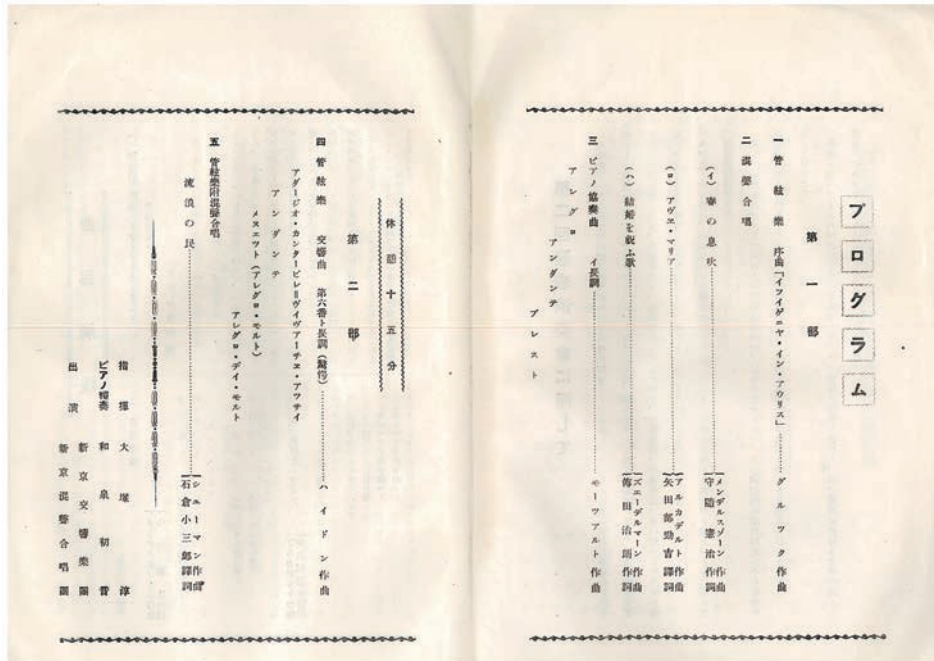 プログラム
第一部
一 管絃樂 序曲「イフイゲニヤ・イン・アウリス」………グルツク作曲
二 混聲合唱
(イ) 春の息吹………メンデルスゾーン作曲
守隨憲治作詞
(ロ) アヴエ・マリア………アルカデルト作曲
矢田部勁吉譯詞
(ハ) 結婚を祝ふ歌………ズエーデルマーン作曲
治朗作詞
三 ピアノ協奏曲 イ長調………モーツアルト作曲
アレグロ
アンダンテ
プレスト
休憩十五分
第二部
四 管絃樂 交響曲 第六番ト長調(驚愕)………ハイドン作曲
アダージオ・カンタービレ=ヴイヴアーチエ・アツサイ
アンダンテ
メヌエツト(アレグロ・モルト)
アレグロ・デイ・モルト
五 管絃樂附混聲合唱
流浪の民………シユーマン作曲
石倉小三郎譯詞
指揮 大塚淳
ピアノ獨奏 和泉初音
出演 新京交響樂團
新京混聲合唱團